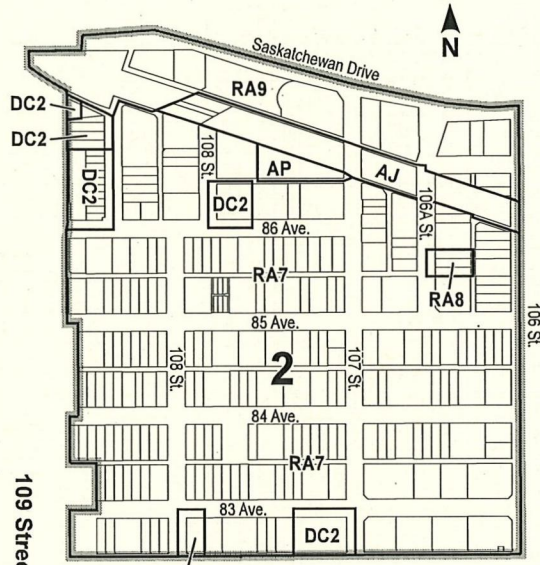 N
Saskatchewan Drive
RA9
DC2
DC2
108 St.
AP
AJ
DC2
DC2
106A St.
86 Ave.
RA7
RA8
106 St.
85 Ave.
108 St.
2
107 St.
84 Ave.
RA7
109 Stree
83 Ave.
DC2